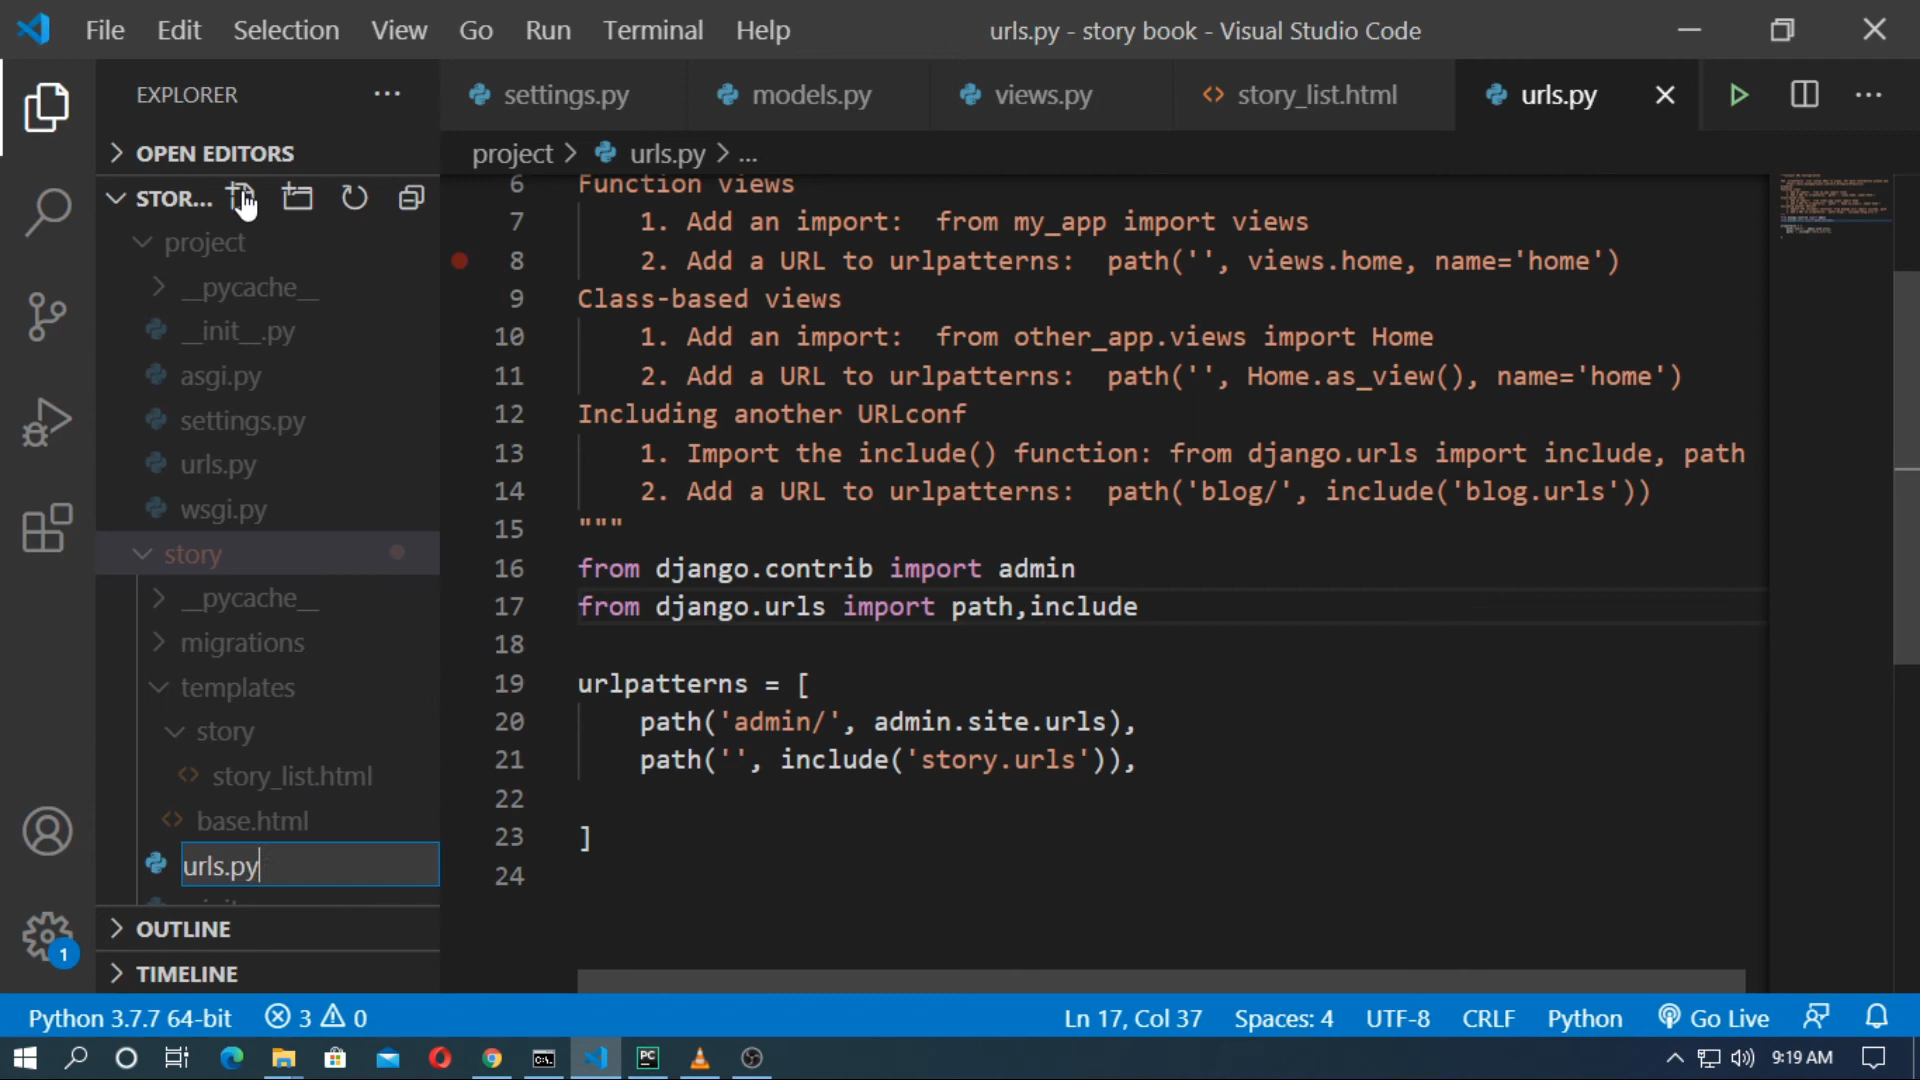 File Edit Selection View Go Run Terminal Help urls.py - story book - Visual Studio Code
EXPLORER
OPEN EDITORS
STOR...
project
__pycache__
__init__.py
asgi.py
settings.py
urls.py
wsgi.py
story
__pycache__
migrations
templates
story
story_list.html
base.html
urls.py
OUTLINE
TIMELINE
settings.py models.py views.py story_list.html urls.py
project > urls.py > ...
6 Function views
7 1. Add an import: from my_app import views
8 2. Add a URL to urlpatterns: path('', views.home, name='home')
9 Class-based views
10 1. Add an import: from other_app.views import Home
11 2. Add a URL to urlpatterns: path('', Home.as_view(), name='home')
12 Including another URLconf
13 1. Import the include() function: from django.urls import include, path
14 2. Add a URL to urlpatterns: path('blog/', include('blog.urls'))
15 """
16 from django.contrib import admin
17 from django.urls import path,include
18
19 urlpatterns = [
20 path('admin/', admin.site.urls),
21 path('', include('story.urls')),
22
23 ]
24
1
Python 3.7.7 64-bit 3 0 Ln 17, Col 37 Spaces: 4 UTF-8 CRLF Python Go Live
PC 9:19 AM